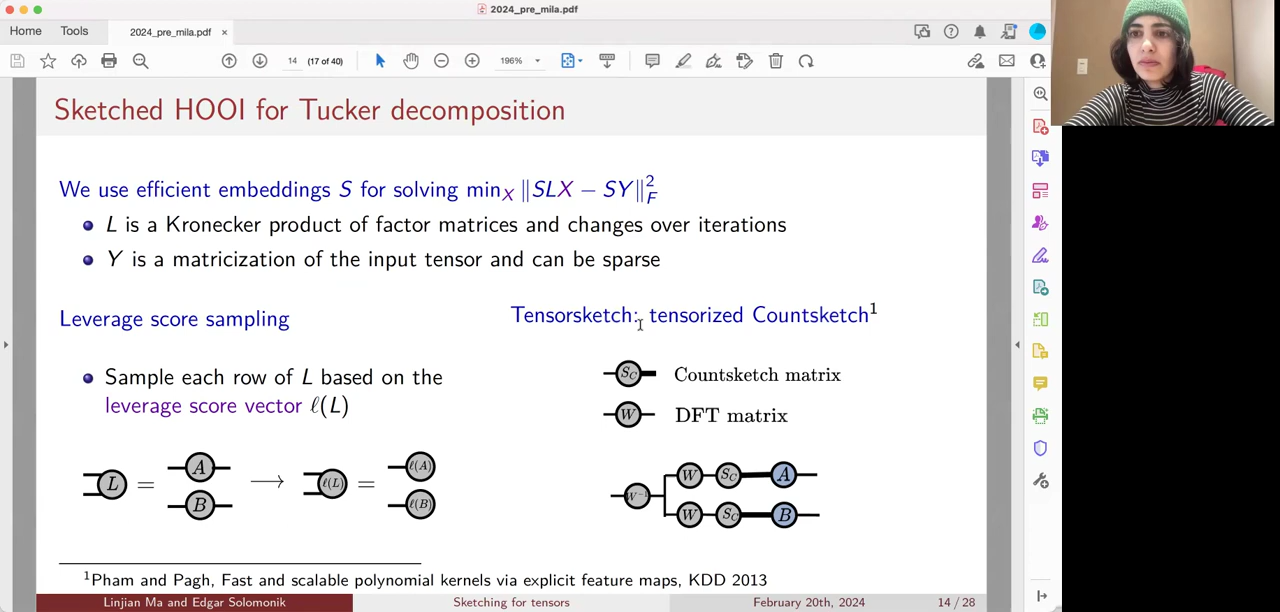 2024_pre_mila.pdf
Home
Tools
2024_pre_mila.pdf ×
14 (17 of 40)
196%
Sketched HOOI for Tucker decomposition
We use efficient embeddings S for solving min_X ‖SLX − SY‖²_F
L is a Kronecker product of factor matrices and changes over iterations
Y is a matricization of the input tensor and can be sparse
Leverage score sampling
Sample each row of L based on the
leverage score vector ℓ(L)
L = A B → ℓ(L) = ℓ(A) ℓ(B)
Tensorsketch: tensorized Countsketch¹
S_C Countsketch matrix
W DFT matrix
W⁻¹ W S_C A
W S_C B
¹Pham and Pagh, Fast and scalable polynomial kernels via explicit feature maps, KDD 2013
Linjian Ma and Edgar Solomonik
Sketching for tensors
February 20th, 2024
14 / 28